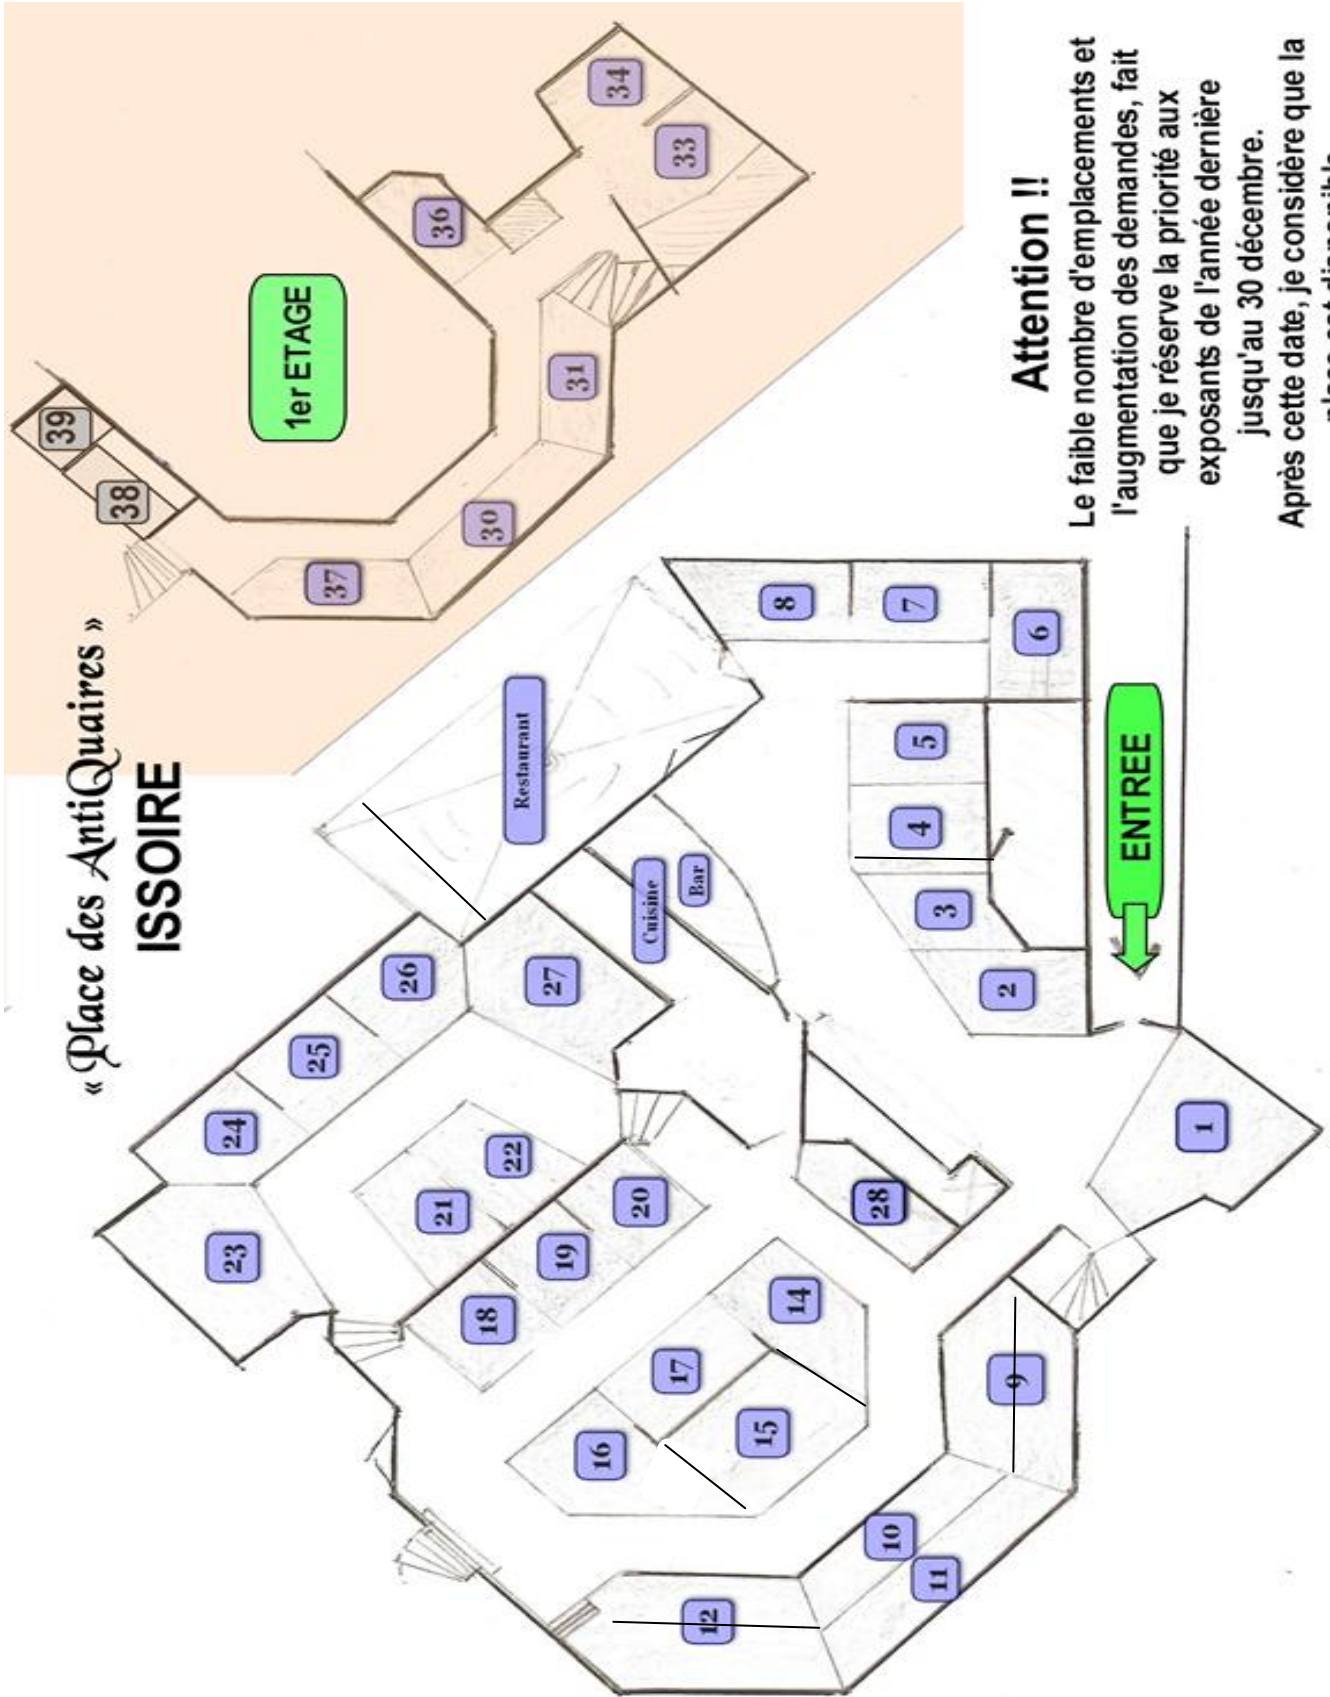 «Place des AntiQuaires »
ISSOIRE
1er ETAGE
39
38
37
30
31
36
34
33
Attention !!
Le faible nombre d'emplacements et
l'augmentation des demandes, fait
que je réserve la priorité aux
exposants de l'année dernière
jusqu'au 30 décembre.
Après cette date, je considère que la
Restaurant
Cuisine
Bar
ENTREE
1
2
3
4
5
6
7
8
9
10
11
12
14
15
16
17
18
19
20
21
22
23
24
25
26
27
28